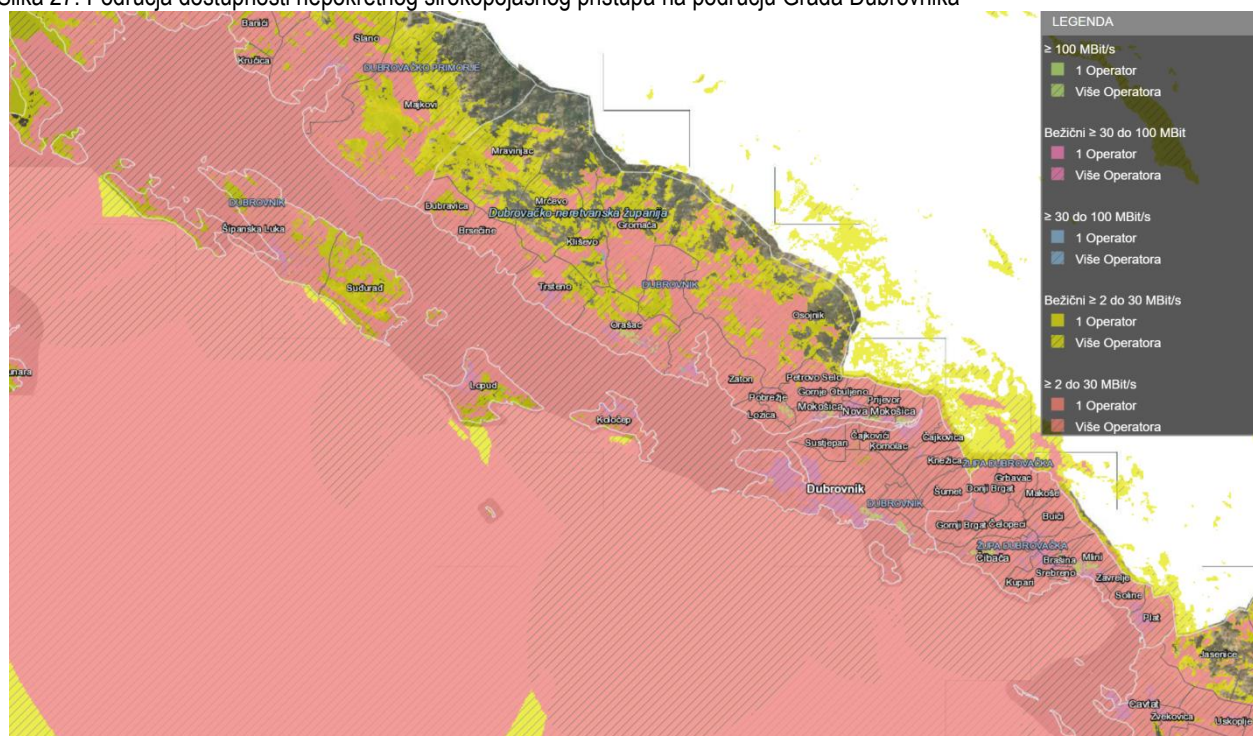 Slika 27. Područja dostupnosti nepokretnog širokopojasnog pristupa na području Grada Dubrovnika
LEGENDA
≥ 100 MBit/s
1 Operator
Više Operatora
Bežični ≥ 30 do 100 MBit
1 Operator
Više Operatora
≥ 30 do 100 MBit/s
1 Operator
Više Operatora
Bežični ≥ 2 do 30 MBit/s
1 Operator
Više Operatora
≥ 2 do 30 MBit/s
1 Operator
Više Operatora
Banići
Slano
Kručica
DUBROVAČKO PRIMORJE
Majkovi
Mravinjac
Mrčevo
Dubravica
Dubrovačko-neretvanska županija
DUBROVNIK
Gromača
Šipanska Luka
Brsečine
Kliševo
Suđurađ
Trsteno
DUBROVNIK
Orašac
Osojnik
Lopud
Zaton
Petrovo Selo
Pobrežje
Gornje Obuljeno
Prijevor
Lozica
Mokošica
Nova Mokošica
Koločep
Sustjepan
Čajkovići
Komolac
Čajkovica
Knežica
ŽUPA DUBROVAČKA
Grbavac
Dubrovnik
Šumet
Donji Brgat
Makoše
DUBROVNIK
Buići
Gornji Brgat
Čelopeci
ŽUPA DUBROVAČKA
Čibača
Brašina
Mlini
Srebreno
Kupari
Zavrelje
Soline
Plat
Jasenice
Cavtat
Zvekovica
Uskoplje